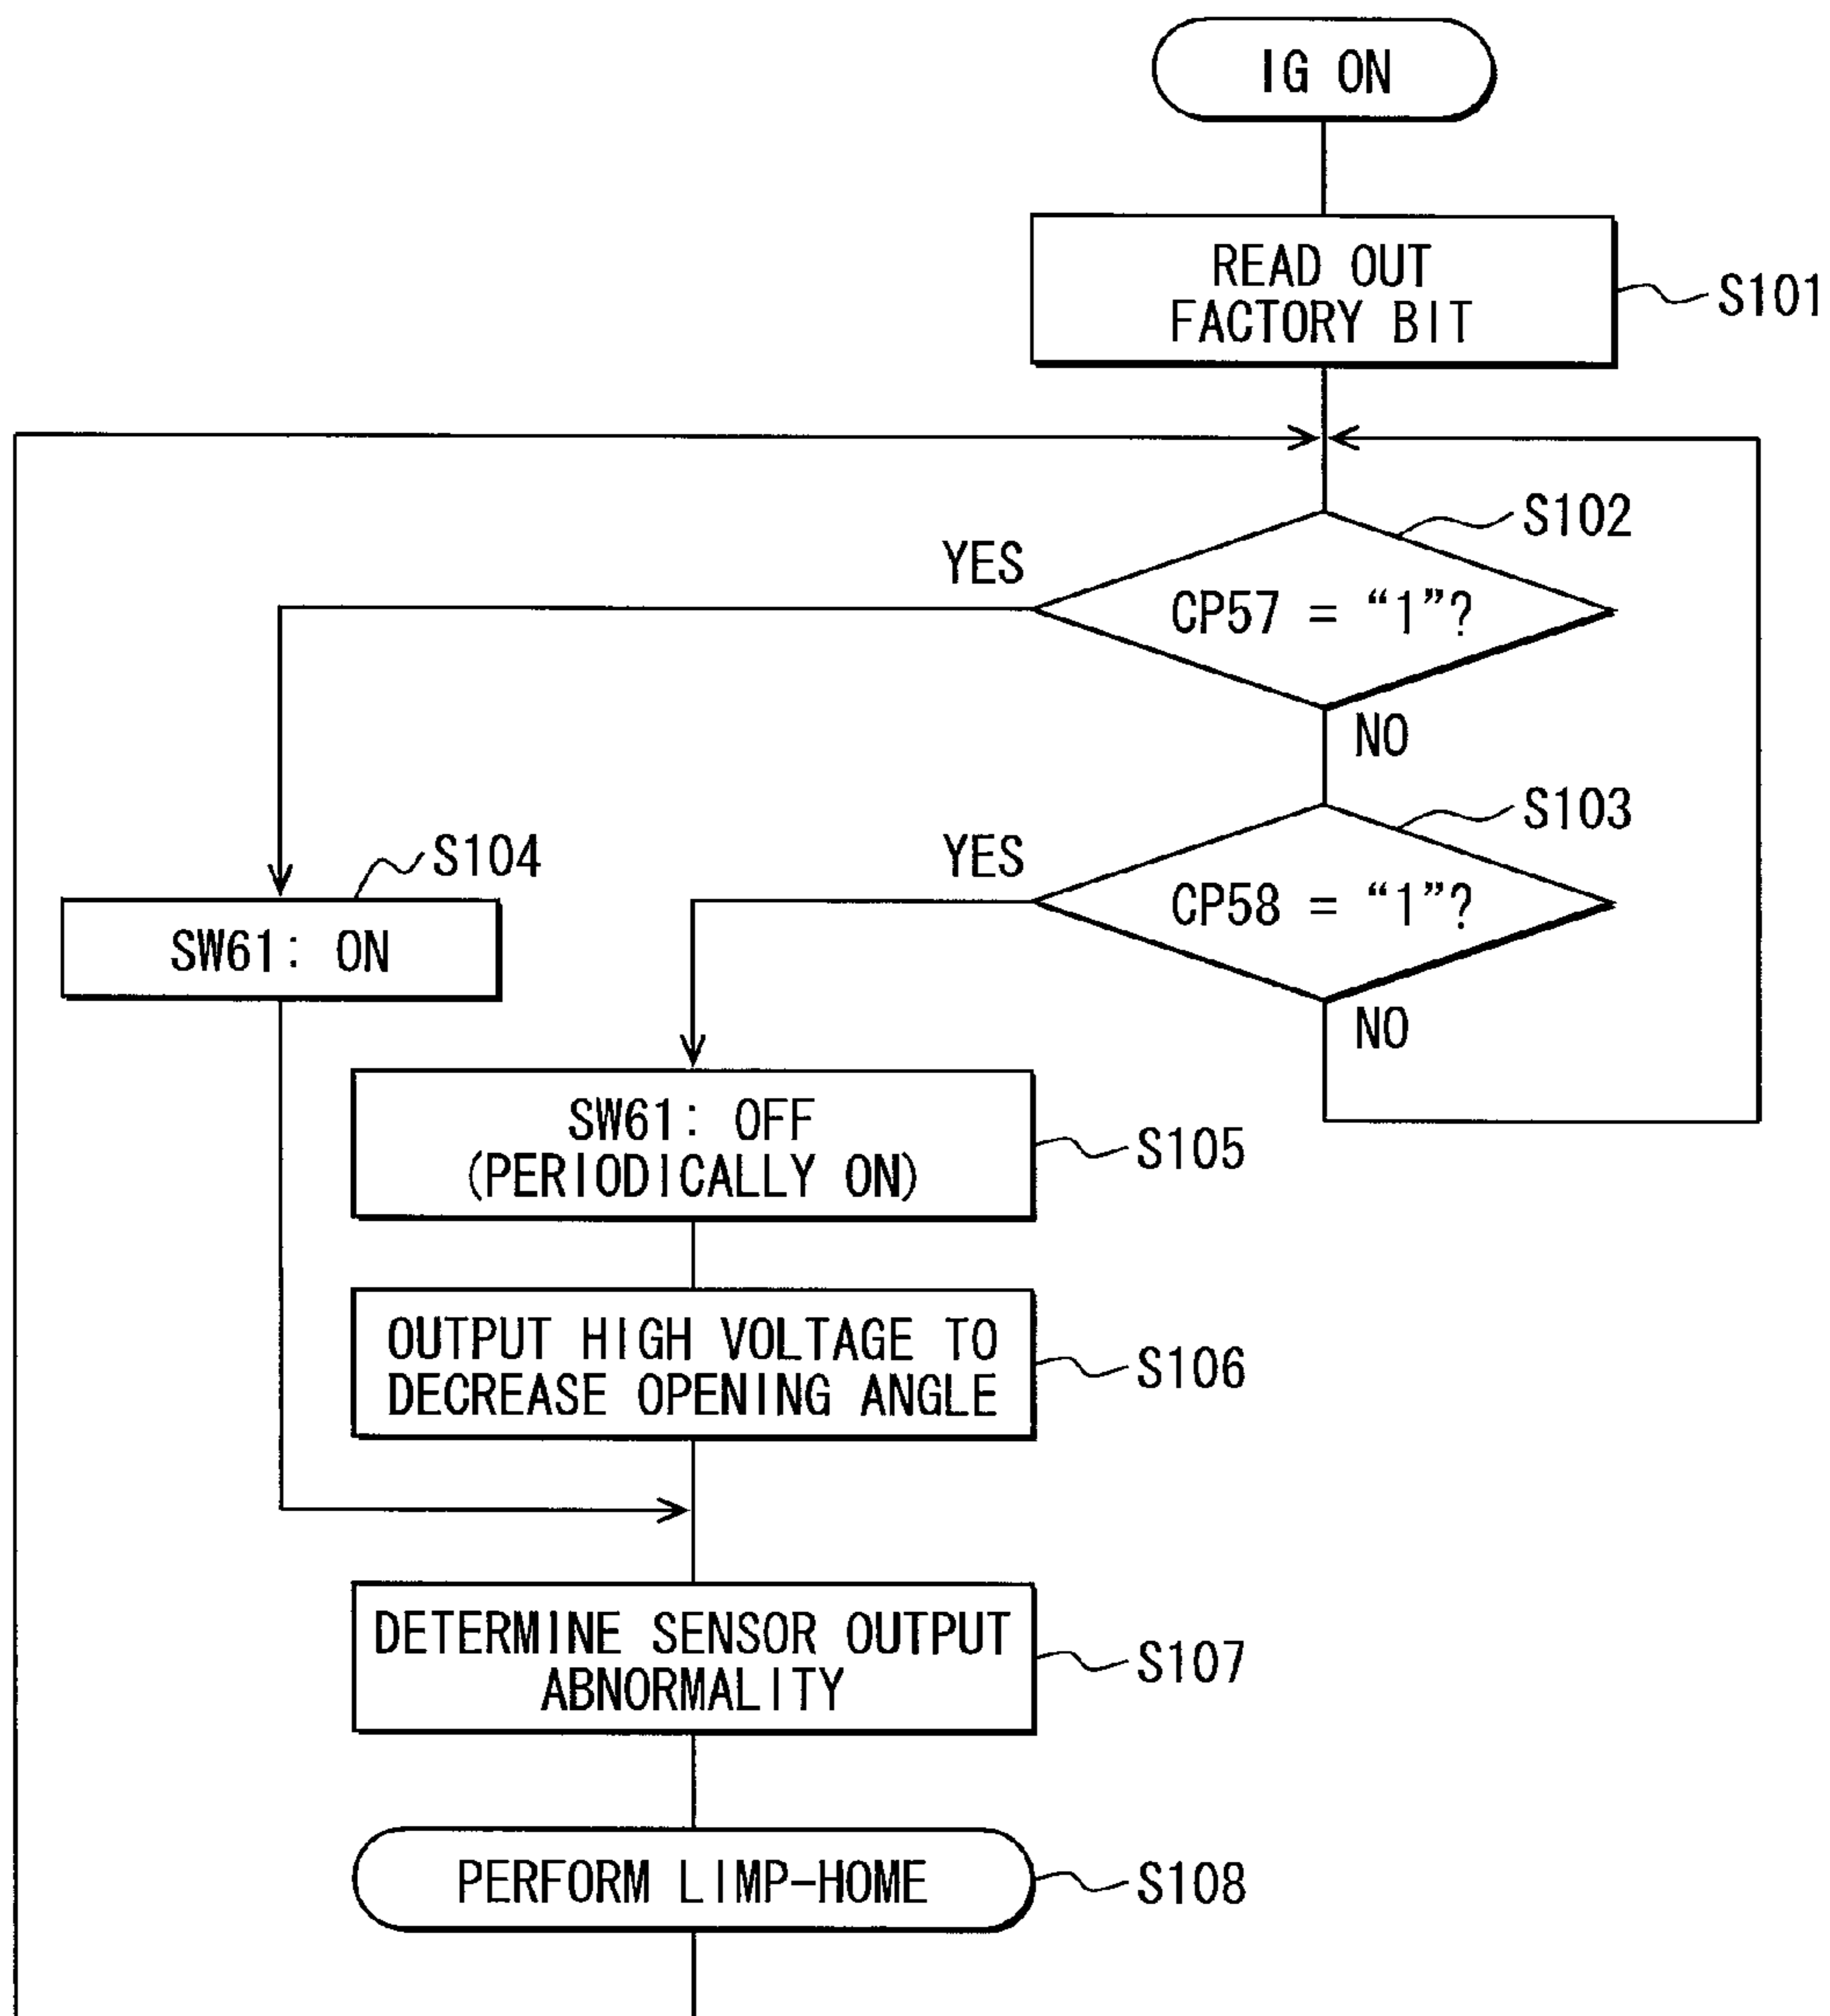 IG ON
READ OUT
FACTORY BIT
S101
S102
YES
CP57 = “1”?
NO
S103
YES
CP58 = “1”?
NO
S104
SW61: ON
SW61: OFF
(PERIODICALLY ON)
S105
OUTPUT HIGH VOLTAGE TO
DECREASE OPENING ANGLE
S106
DETERMINE SENSOR OUTPUT
ABNORMALITY
S107
PERFORM LIMP-HOME
S108